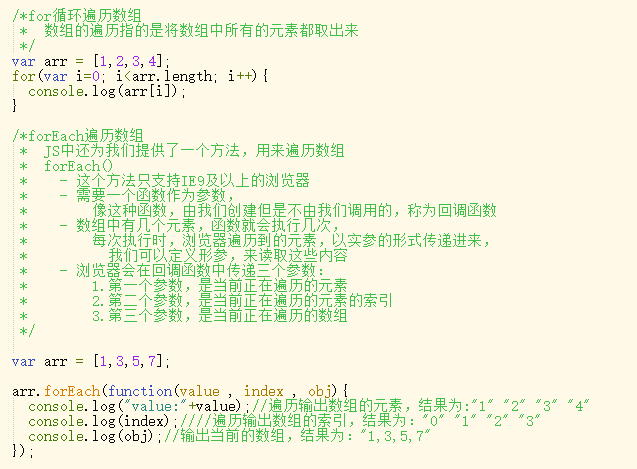 /*for循环遍历数组
 *  数组的遍历指的是将数组中所有的元素都取出来
 */
var arr = [1,2,3,4];
for(var i=0; i<arr.length; i++){
  console.log(arr[i]);
}
/*forEach遍历数组
 *  JS中还为我们提供了一个方法，用来遍历数组
 *  forEach()
 *    - 这个方法只支持IE9及以上的浏览器
 *    - 需要一个函数作为参数，
 *        像这种函数，由我们创建但是不由我们调用的，称为回调函数
 *    - 数组中有几个元素，函数就会执行几次，
 *        每次执行时，浏览器遍历到的元素，以实参的形式传递进来，
 *          我们可以定义形参，来读取这些内容
 *    - 浏览器会在回调函数中传递三个参数：
 *        1.第一个参数，是当前正在遍历的元素
 *        2.第二个参数，是当前正在遍历的元素的索引
 *        3.第三个参数，是当前正在遍历的数组
 */
var arr = [1,3,5,7];
arr.forEach(function(value , index , obj){
  console.log("value:"+value);//遍历输出数组的元素，结果为:"1" "2" "3" "4"
  console.log(index);////遍历输出数组的索引，结果为："0" "1" "2" "3"
  console.log(obj);//输出当前的数组，结果为："1,3,5,7"
});